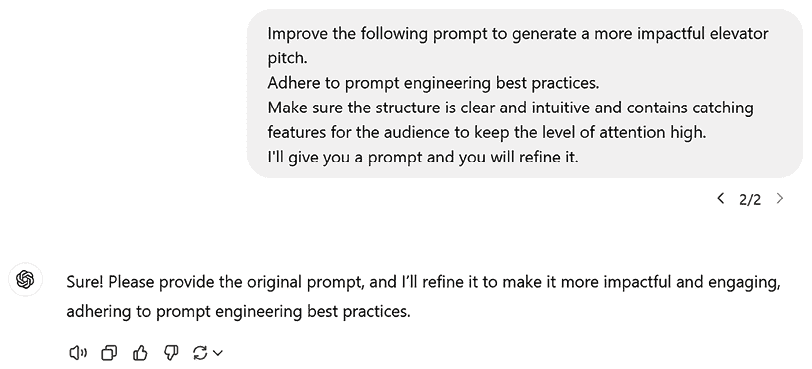 Improve the following prompt to generate a more impactful elevator
pitch.
Adhere to prompt engineering best practices.
Make sure the structure is clear and intuitive and contains catching
features for the audience to keep the level of attention high.
I'll give you a prompt and you will refine it.
2/2
Sure! Please provide the original prompt, and I'll refine it to make it more impactful and engaging,
adhering to prompt engineering best practices.